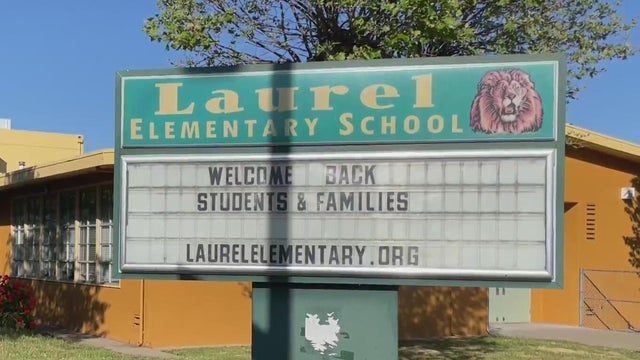 Laurel
ELEMENTARY SCHOOL
WELCOME BACK
STUDENTS & FAMILIES
LAURELELEMENTARY.ORG